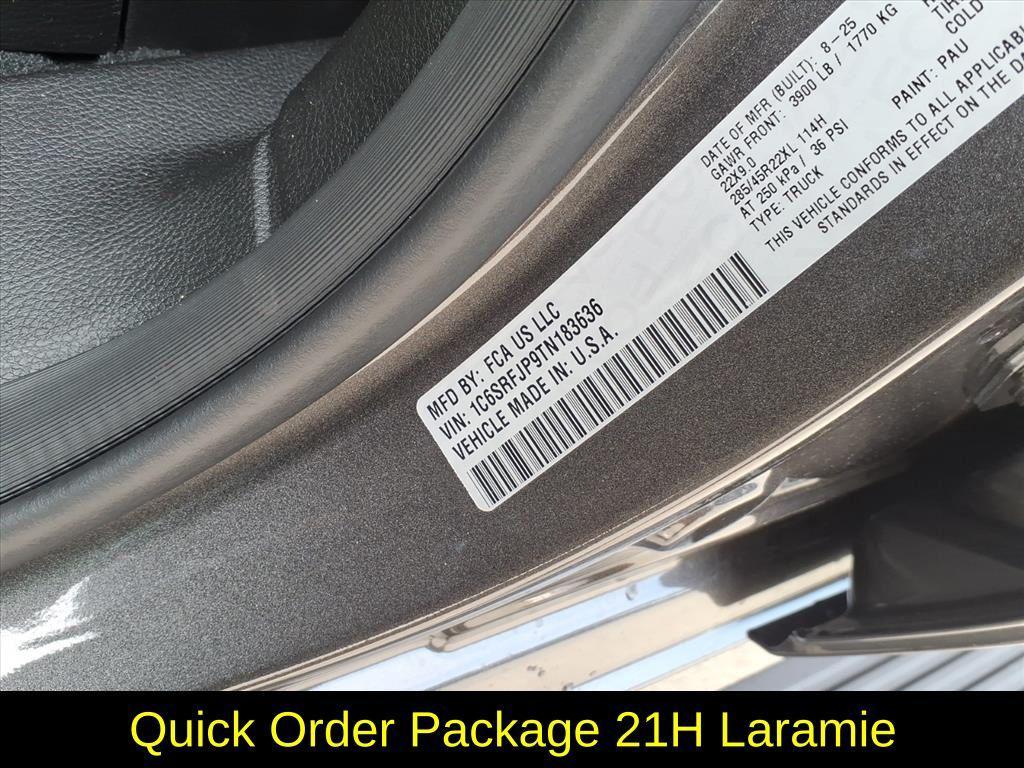 MFD BY: FCA US LLC
VIN: 1C6SRFJP9TN183636
VEHICLE MADE IN: U.S.A.
DATE OF MFR (BUILT): 8-25
GAWR FRONT: 3900 LB / 1770 KG
22X9.0
285/45R22XL 114H
AT 250 kPa / 36 PSI
TYPE: TRUCK
TIR
COLD
PAINT: PAU
THIS VEHICLE CONFORMS TO ALL APPLICABL
STANDARDS IN EFFECT ON THE D
Quick Order Package 21H Laramie